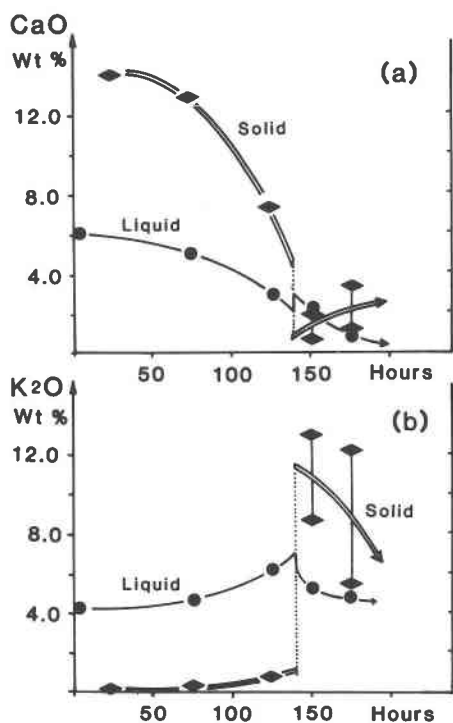 CaO
Wt %
(a)
12.0
Solid
8.0
Liquid
4.0
50 100 150 Hours
K2O
Wt %
(b)
12.0
Solid
8.0
Liquid
4.0
50 100 150 Hours